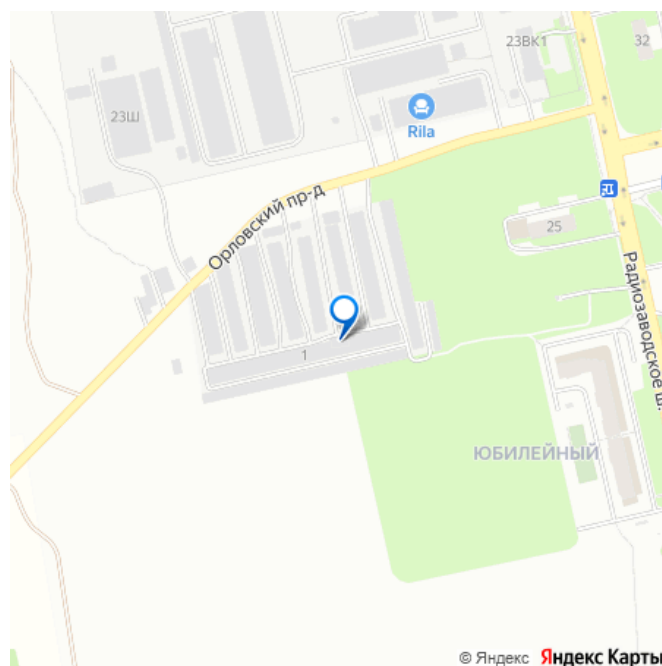 23ВК1
32
23Ш
Rila
Орловский пр-д
25
Радиозаводское ш.
1
ЮБИЛЕЙНЫЙ
© Яндекс Яндекс Карты